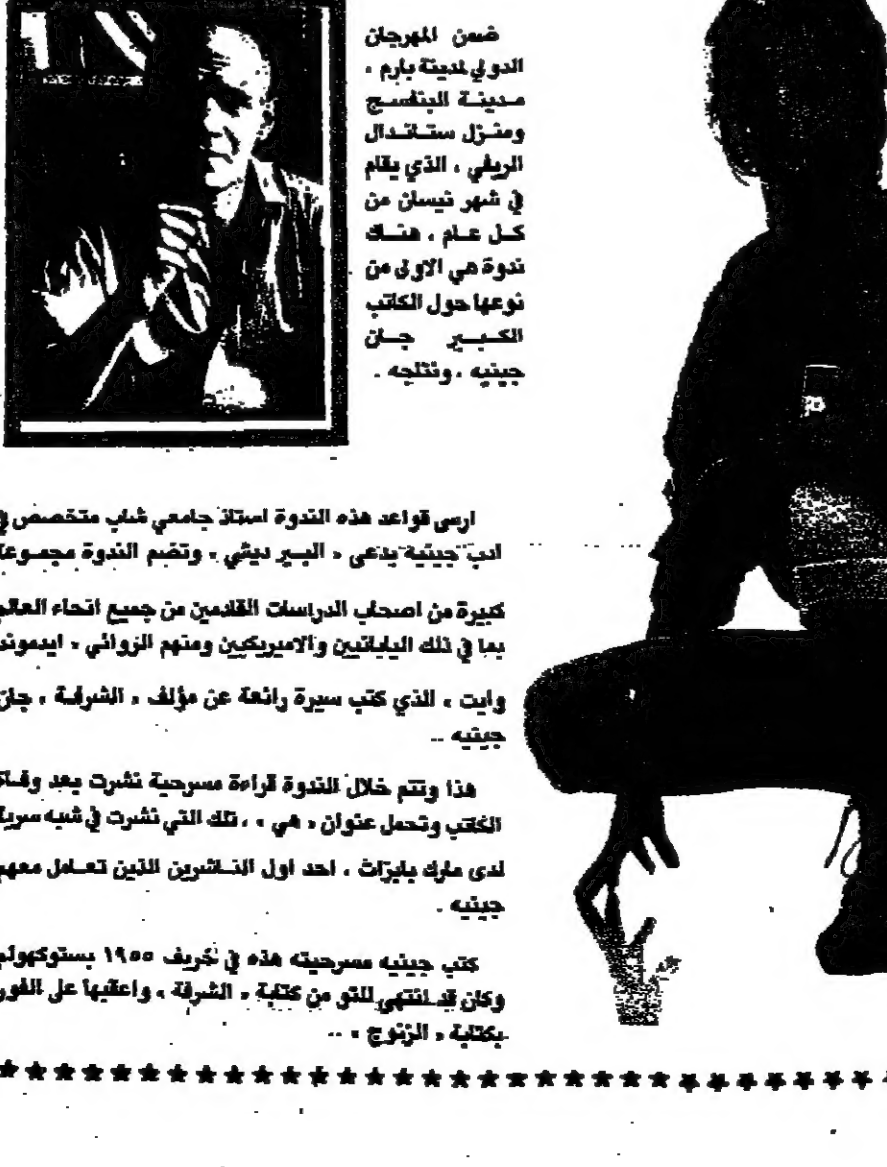 ضمن المهرجان
الدولي لمدينة بارم ،
مدينة البنفسج
ومنزل ستاندال
الريفي ، الذي يقام
في شهر نيسان من
كل عام ، هناك
ندوة هي الاولى من
نوعها حول الكاتب
الكبير جان
جينيه ، ونتاجه .
ارسى قواعد هذه الندوة استاذ جامعي شاب متخصص في
ادب جينية يدعى « البير ديشي » وتضم الندوة مجموعة
كبيرة من اصحاب الدراسات القادمين من جميع انحاء العالم
بما في ذلك اليابانيين والاميريكيين ومنهم الروائي « ايدموند
وايت » الذي كتب سيرة رائعة عن مؤلف « الشرفة » جان
جينيه ..
هذا وتتم خلال الندوة قراءة مسرحية نشرت بعد وفاة
الكاتب وتحمل عنوان « هي » ، تلك التي نشرت في شبه سرية
لدى مارك بابزات ، احد اول الناشرين الذين تعامل معهم
جينيه .
كتب جينيه مسرحيته هذه في خريف ١٩٥٥ بستوكهولم
وكان قد انتهى للتو من كتابة « الشرفة » واعقبها على الفور
بكتابة « الزنوج » ..